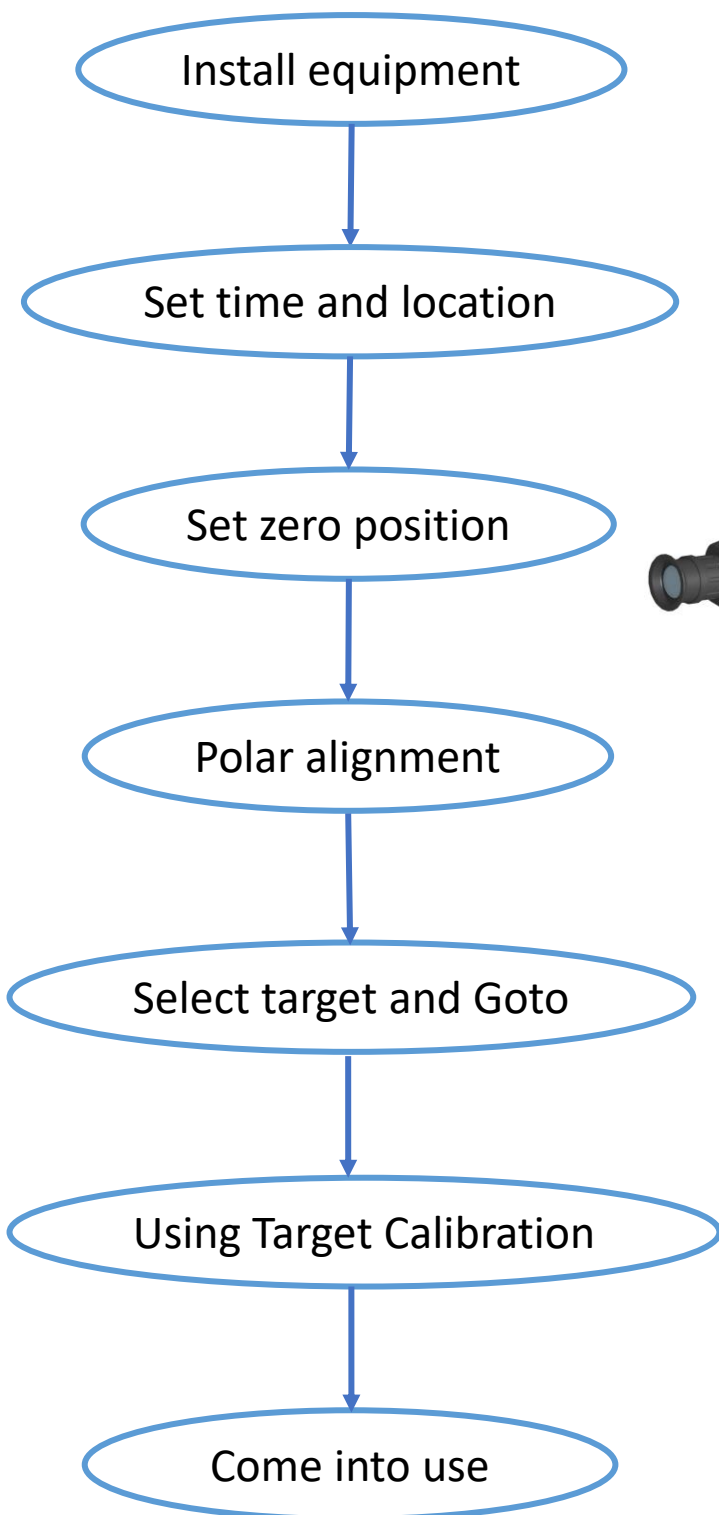 Install equipment
Set time and location
Set zero position
Polar alignment
Select target and Goto
Using Target Calibration
Come into use